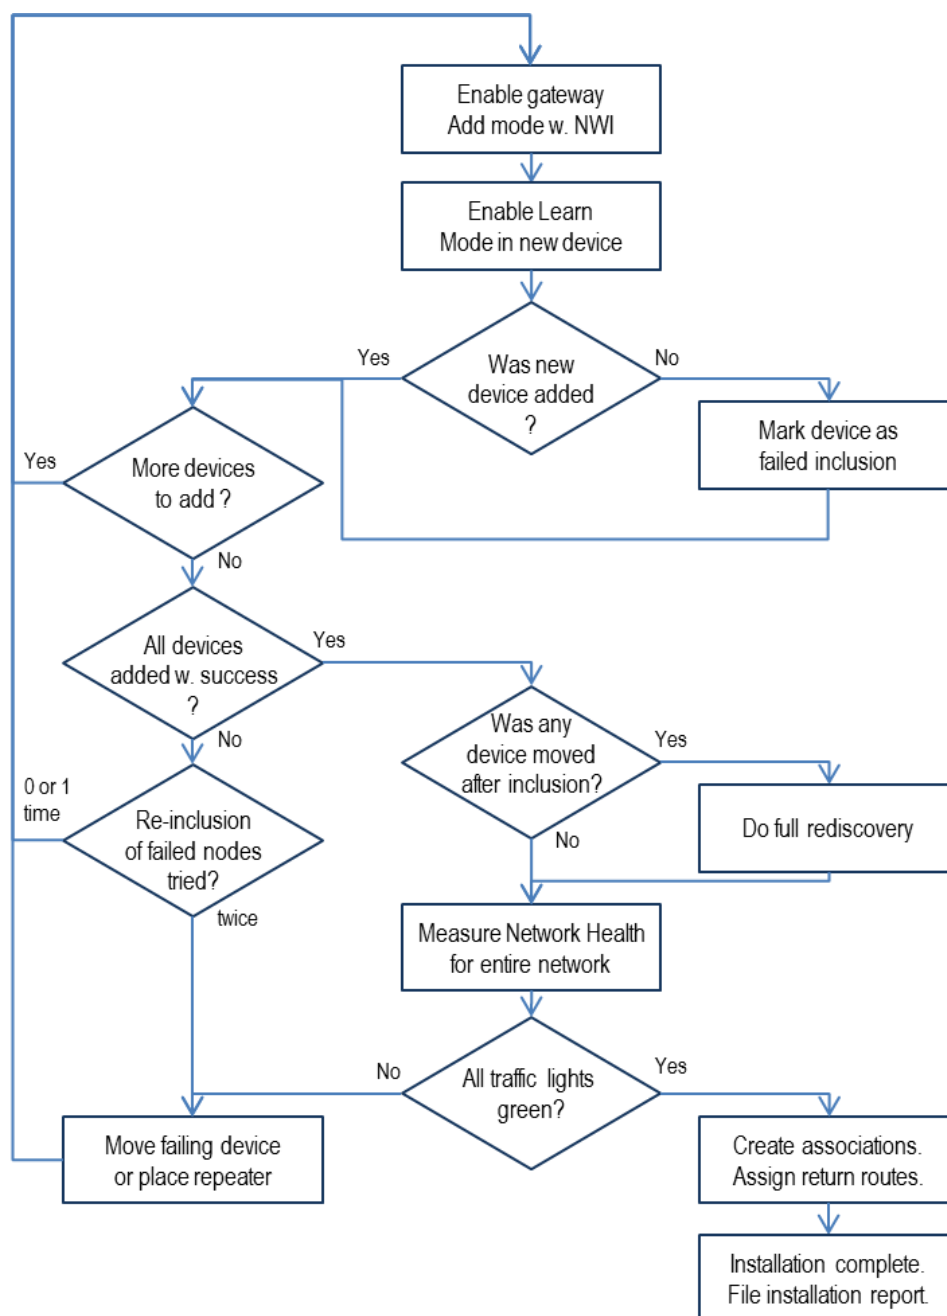 Enable gateway
Add mode w. NWI
Enable Learn
Mode in new device
Yes
Was new
device added
?
No
Mark device as
failed inclusion
Yes
More devices
to add ?
No
All devices
added w. success
?
Yes
No
Was any
device moved
after inclusion?
Yes
No
Do full rediscovery
0 or 1
time
Re-inclusion
of failed nodes
tried?
twice
Measure Network Health
for entire network
No
All traffic lights
green?
Yes
Move failing device
or place repeater
Create associations.
Assign return routes.
Installation complete.
File installation report.